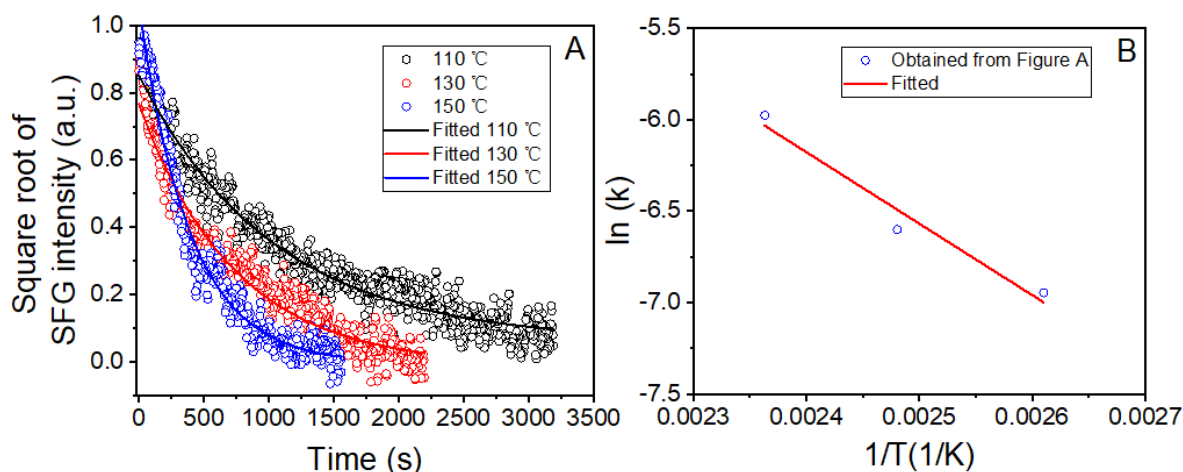 A
1.0
0.8
0.6
0.4
0.2
0.0
Square root of
SFG intensity (a.u.)
110 ℃
130 ℃
150 ℃
Fitted 110 ℃
Fitted 130 ℃
Fitted 150 ℃
0 500 1000 1500 2000 2500 3000 3500
Time (s)
B
-5.5
-6.0
-6.5
-7.0
-7.5
ln (k)
Obtained from Figure A
Fitted
0.0023 0.0024 0.0025 0.0026 0.0027
1/T(1/K)